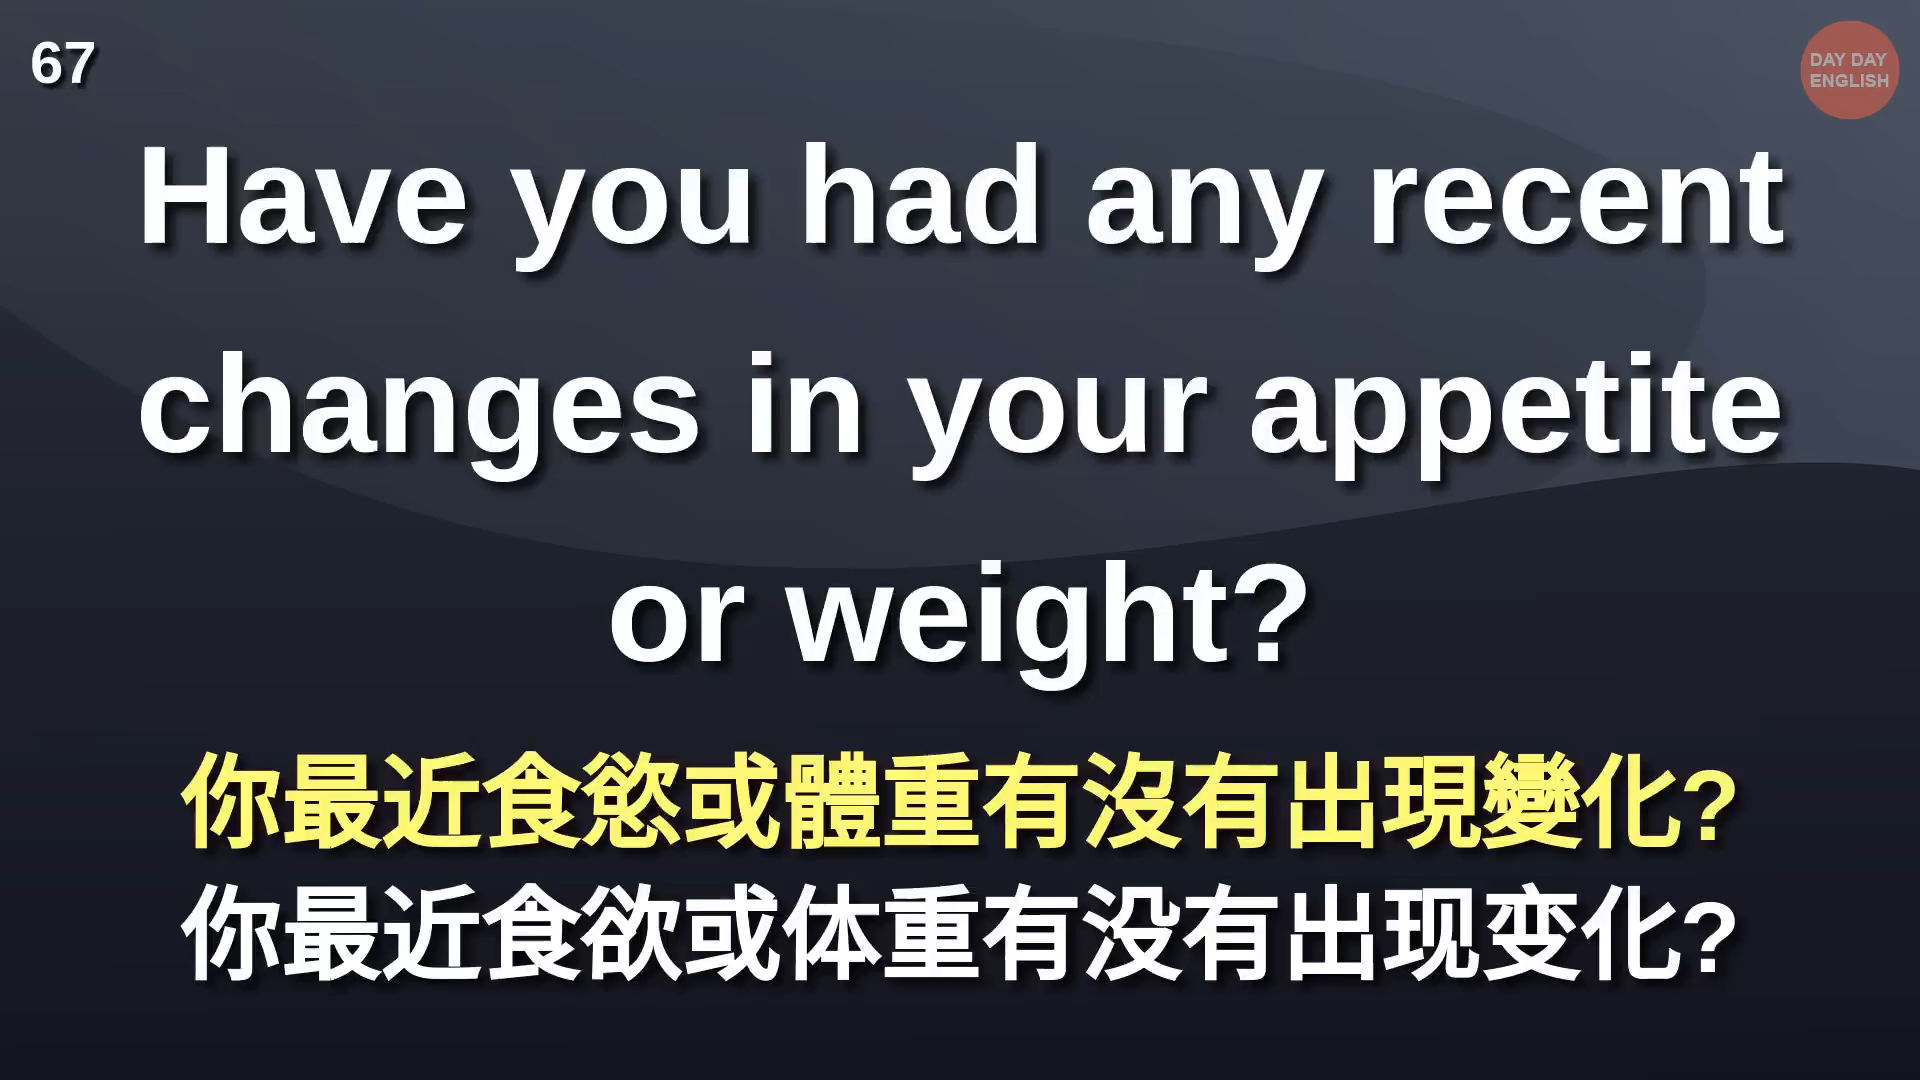 67
DAY DAY
ENGLISH
Have you had any recent
changes in your appetite
or weight?
你最近食慾或體重有沒有出現變化?
你最近食欲或体重有没有出现变化?